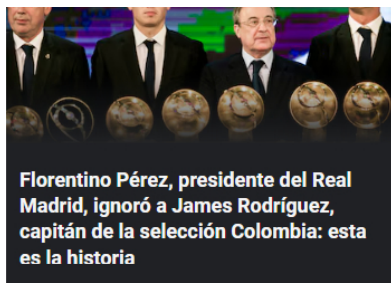 Florentino Pérez, presidente del Real
Madrid, ignoró a James Rodríguez,
capitán de la selección Colombia: esta
es la historia